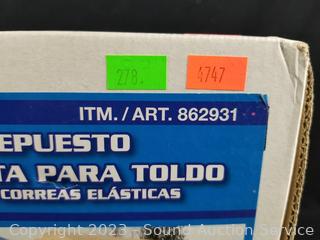 278.
4747
ITM. / ART. 862931
EPUESTO
TA PARA TOLDO
CORREAS ELÁSTICAS
Copyright 2023 - Sound Auction Service